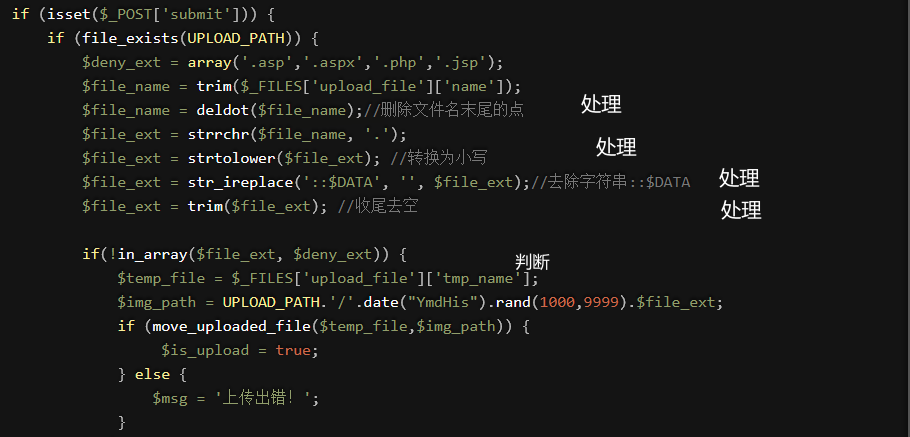 if (isset($_POST['submit'])) {
if (file_exists(UPLOAD_PATH)) {
$deny_ext = array('.asp','.aspx','.php','.jsp');
$file_name = trim($_FILES['upload_file']['name']);
$file_name = deldot($file_name);//删除文件名末尾的点 处理
$file_ext = strrchr($file_name, '.');
$file_ext = strtolower($file_ext); //转换为小写 处理
$file_ext = str_ireplace('::$DATA', '', $file_ext);//去除字符串::$DATA 处理
$file_ext = trim($file_ext); //收尾去空 处理
if(!in_array($file_ext, $deny_ext)) { 判断
$temp_file = $_FILES['upload_file']['tmp_name'];
$img_path = UPLOAD_PATH.'/'.date("YmdHis").rand(1000,9999).$file_ext;
if (move_uploaded_file($temp_file,$img_path)) {
$is_upload = true;
} else {
$msg = '上传出错！';
}